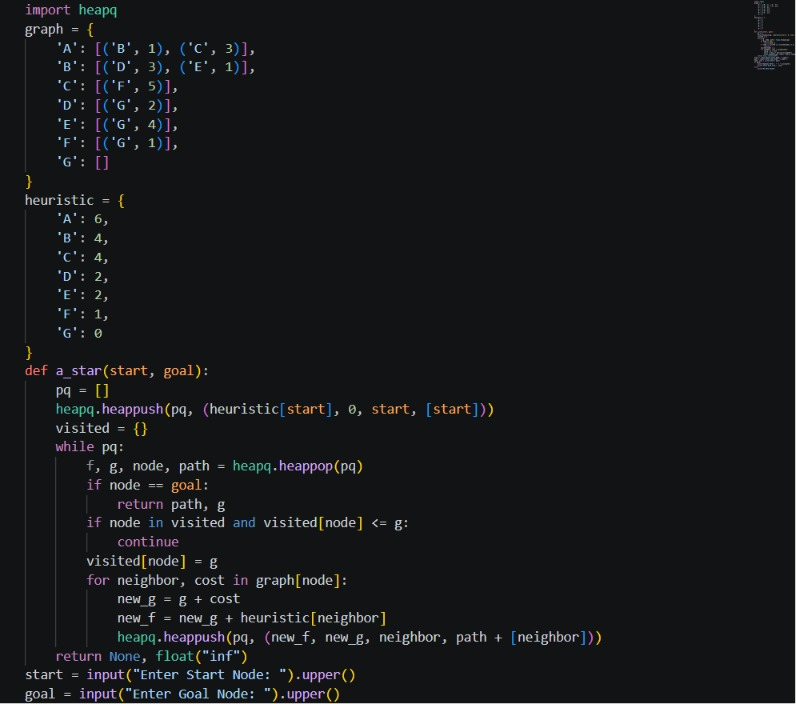 import heapq
graph = {
    'A': [('B', 1), ('C', 3)],
    'B': [('D', 3), ('E', 1)],
    'C': [('F', 5)],
    'D': [('G', 2)],
    'E': [('G', 4)],
    'F': [('G', 1)],
    'G': []
}
heuristic = {
    'A': 6,
    'B': 4,
    'C': 4,
    'D': 2,
    'E': 2,
    'F': 1,
    'G': 0
}
def a_star(start, goal):
    pq = []
    heapq.heappush(pq, (heuristic[start], 0, start, [start]))
    visited = {}
    while pq:
        f, g, node, path = heapq.heappop(pq)
        if node == goal:
            return path, g
        if node in visited and visited[node] <= g:
            continue
        visited[node] = g
        for neighbor, cost in graph[node]:
            new_g = g + cost
            new_f = new_g + heuristic[neighbor]
            heapq.heappush(pq, (new_f, new_g, neighbor, path + [neighbor]))
    return None, float("inf")
start = input("Enter Start Node: ").upper()
goal = input("Enter Goal Node: ").upper()